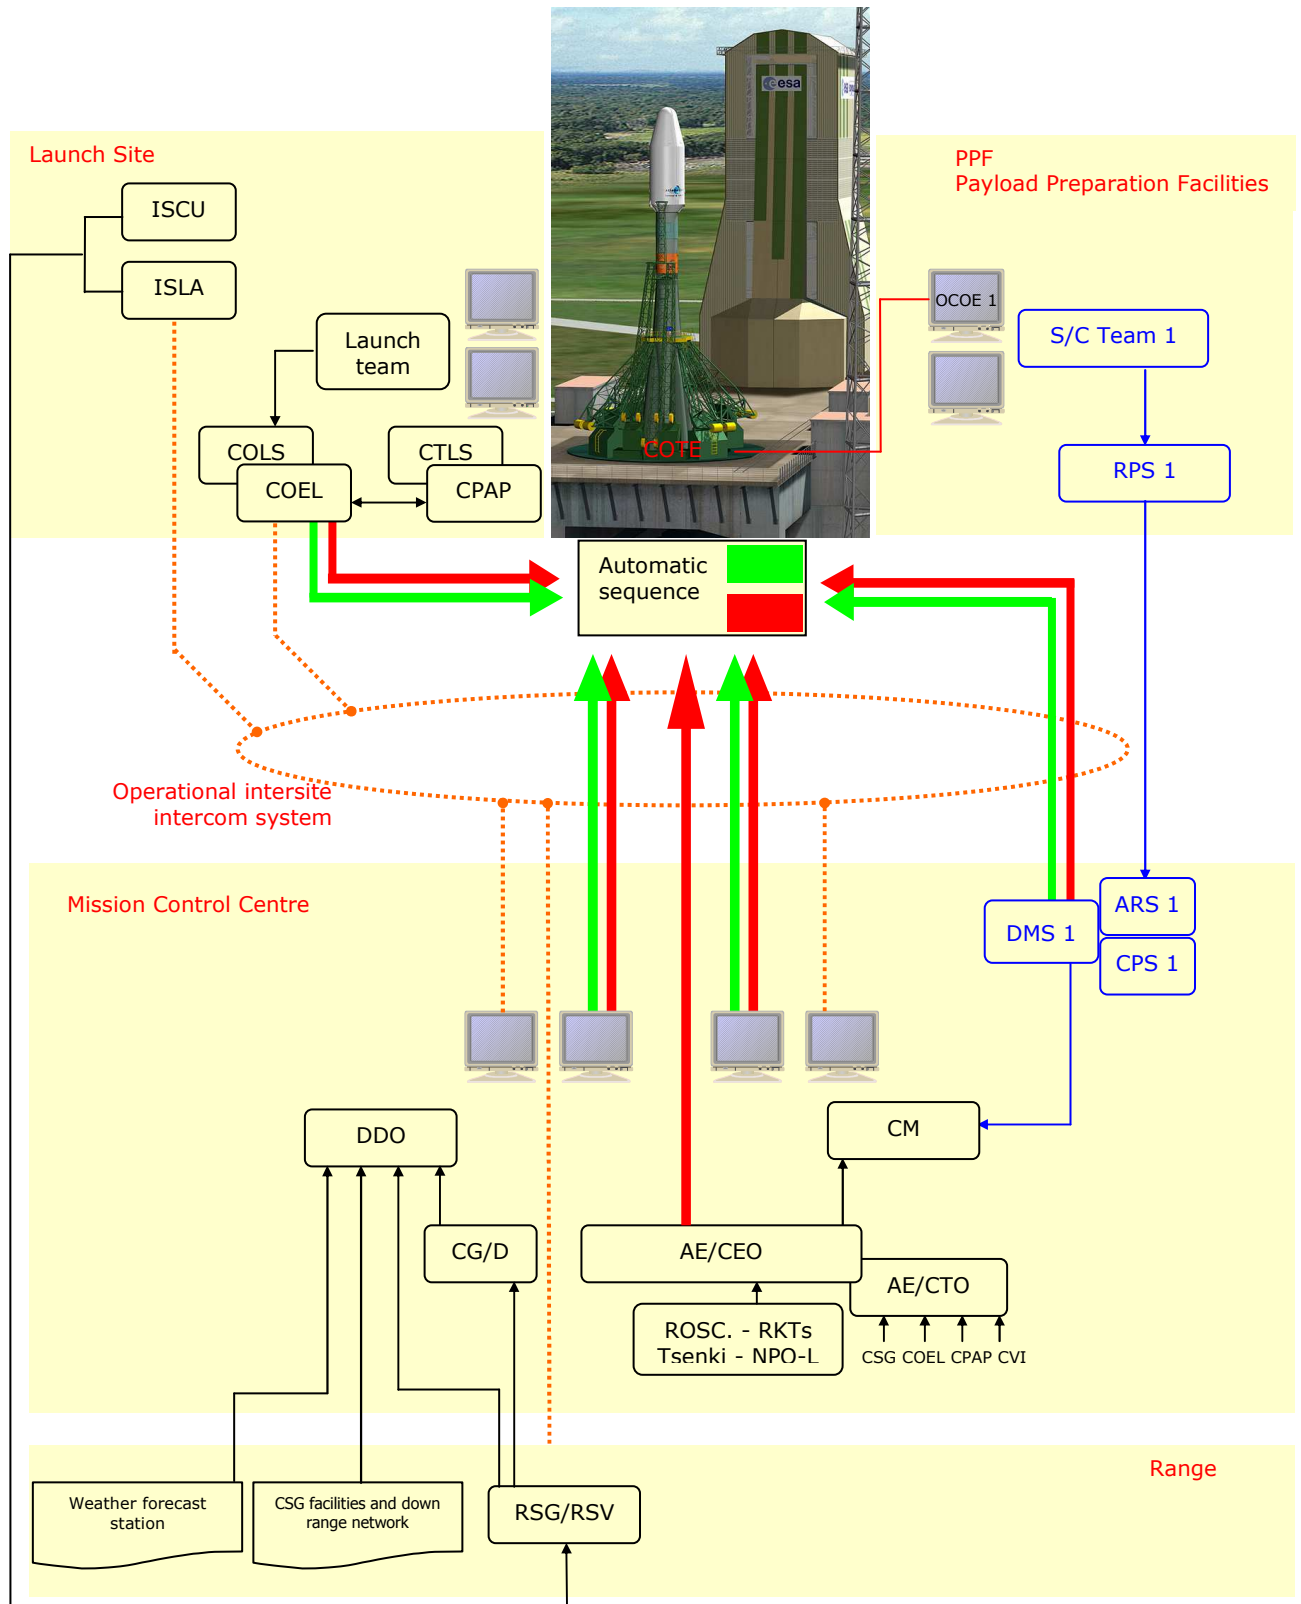 esa
Launch Site
PPF
Payload Preparation Facilities
ISCU
ISLA
OCOE 1
S/C Team 1
Launch
team
COLS
COEL
CTLS
CPAP
COTE
RPS 1
Automatic
sequence
Operational intersite
intercom system
Mission Control Centre
ARS 1
DMS 1
CPS 1
DDO
CM
CG/D
AE/CEO
AE/CTO
ROSC. - RKTs
Tsenki - NPO-L
CSG COEL CPAP CVI
Range
Weather forecast
station
CSG facilities and down
range network
RSG/RSV